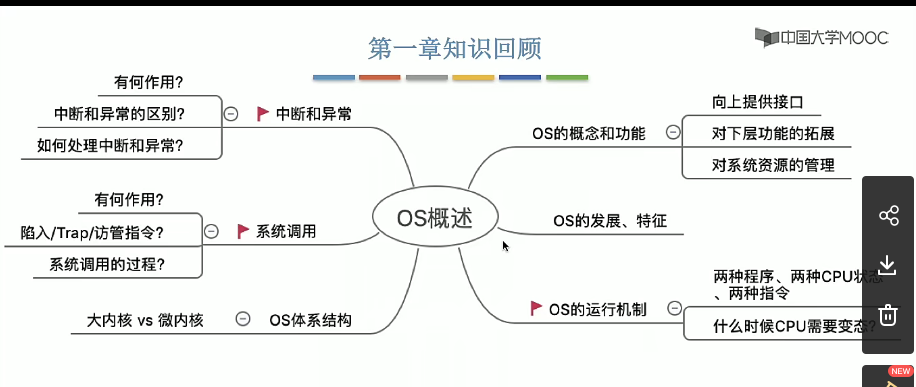 第一章知识回顾
中国大学MOOC
有何作用?
中断和异常的区别?
如何处理中断和异常?
中断和异常
有何作用?
陷入/Trap/访管指令?
系统调用的过程?
系统调用
大内核 vs 微内核
OS体系结构
OS概述
OS的概念和功能
向上提供接口
对下层功能的拓展
对系统资源的管理
OS的发展、特征
OS的运行机制
两种程序、两种CPU状态
、两种指令
什么时候CPU需要变态?
NEW